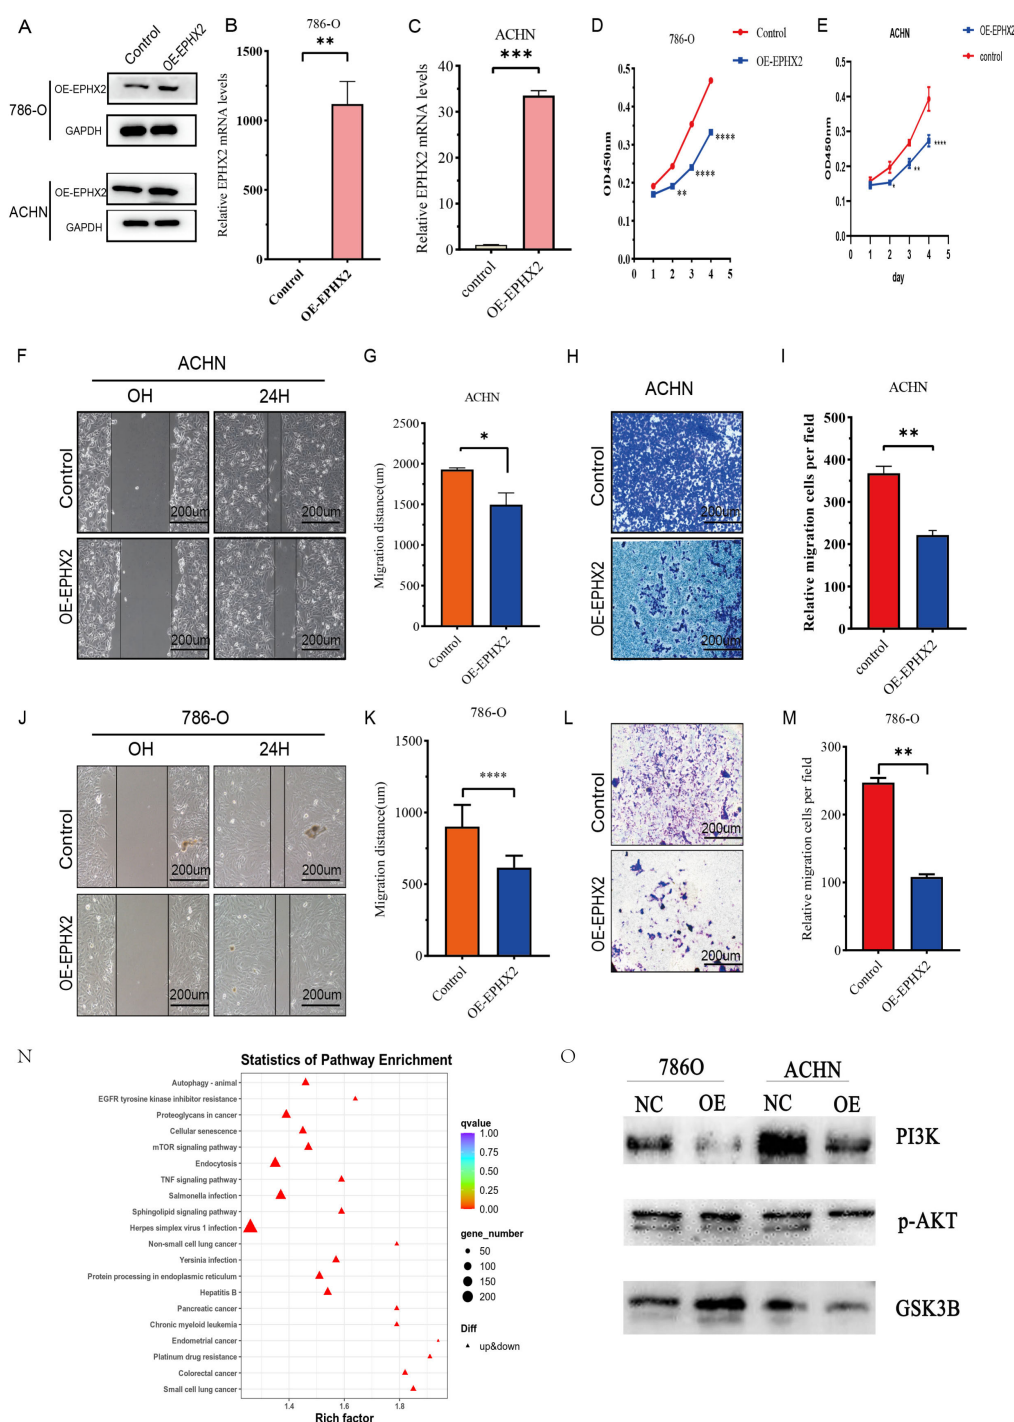 A
Control
OE-EPHX2
786-O
OE-EPHX2
GAPDH
ACHN
OE-EPHX2
GAPDH
B
786-O
**
Relative EPHX2 mRNA levels
1500
1000
500
0
Control
OE-EPHX2
C
ACHN
***
Relative EPHX2 mRNA levels
40
30
20
10
0
control
OE-EPHX2
D
786-O
Control
OE-EPHX2
OD450nm
0.5
0.4
0.3
0.2
0.1
0.0
**
****
****
0 1 2 3 4 5
E
ACHN
OE-EPHX2
control
OD450nm
0.5
0.4
0.3
0.2
0.1
0.0
*
**
****
0 1 2 3 4 5
day
F
ACHN
OH
24H
Control
200um
200um
OE-EPHX2
200um
200um
G
ACHN
*
Migration distance(um)
2500
2000
1500
1000
500
0
Control
OE-EPHX2
H
ACHN
Control
200um
OE-EPHX2
200um
I
ACHN
**
Relative migration cells per field
500
400
300
200
100
0
control
OE-EPHX2
J
786-O
OH
24H
Control
200um
200um
OE-EPHX2
200um
200um
K
786-O
****
Migration distance(um)
1500
1000
500
0
Control
OE-EPHX2
L
Control
200um
OE-EPHX2
200um
M
786-O
**
Relative migration cells per field
300
200
100
0
Control
OE-EPHX2
N
Statistics of Pathway Enrichment
Autophagy - animal
EGFR tyrosine kinase inhibitor resistance
Proteoglycans in cancer
Cellular senescence
mTOR signaling pathway
Endocytosis
TNF signaling pathway
Salmonella infection
Sphingolipid signaling pathway
Herpes simplex virus 1 infection
Non-small cell lung cancer
Yersinia infection
Protein processing in endoplasmic reticulum
Hepatitis B
Pancreatic cancer
Chronic myeloid leukemia
Endometrial cancer
Platinum drug resistance
Colorectal cancer
Small cell lung cancer
1.4 1.6 1.8
Rich factor
qvalue
1.00
0.75
0.50
0.25
0.00
gene_number
50
100
150
200
Diff
up&down
O
786O
ACHN
NC
OE
NC
OE
PI3K
p-AKT
GSK3B